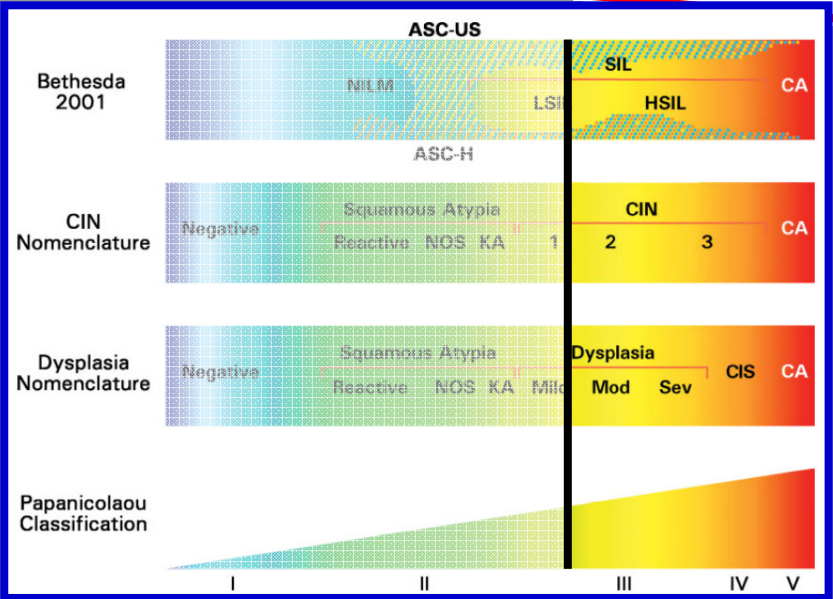 ASC-US
Bethesda
2001
NILM
SIL
LSI
HSIL
CA
ASC-H
CIN
Nomenclature
Negative
Squamous Atypia
Reactive NOS KA
1
CIN
2 3
CA
Dysplasia
Nomenclature
Negative
Squamous Atypia
Reactive NOS KA
Mild
Dysplasia
Mod Sev
CIS
CA
Papanicolaou
Classification
I II III IV V